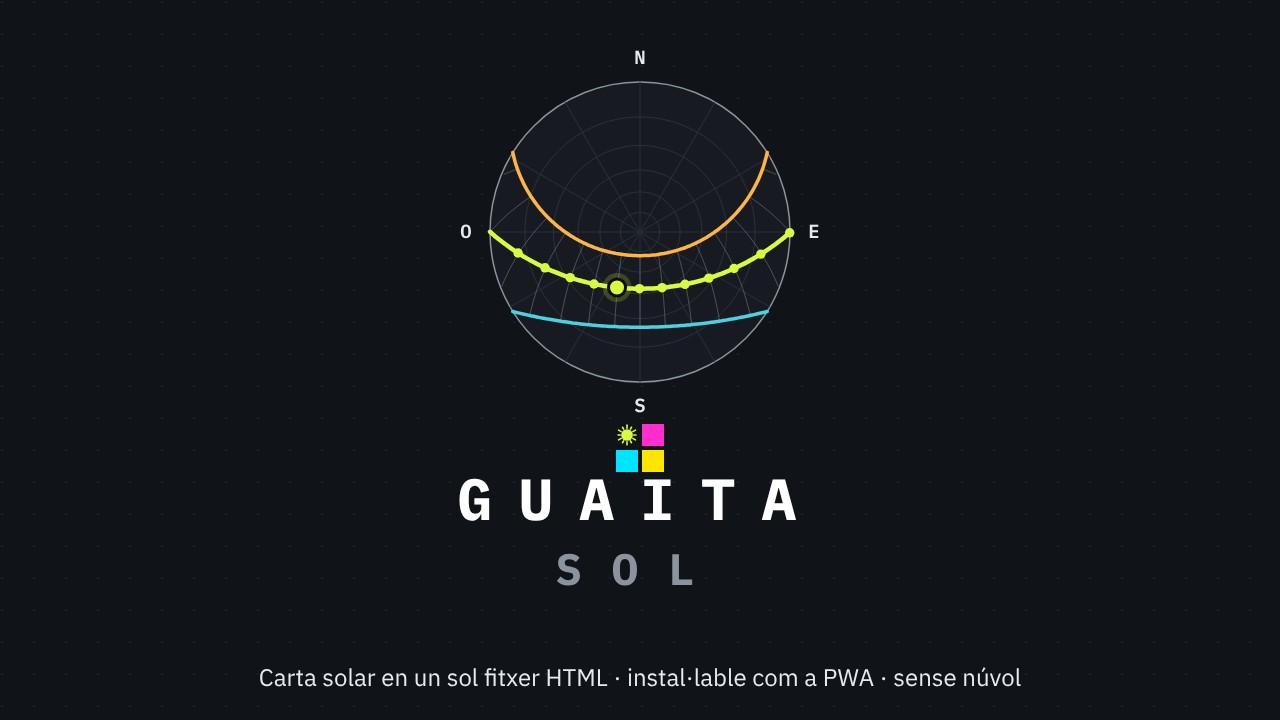 N
O E
S
GUAITA
SOL
Carta solar en un sol fitxer HTML · instal·lable com a PWA · sense núvol